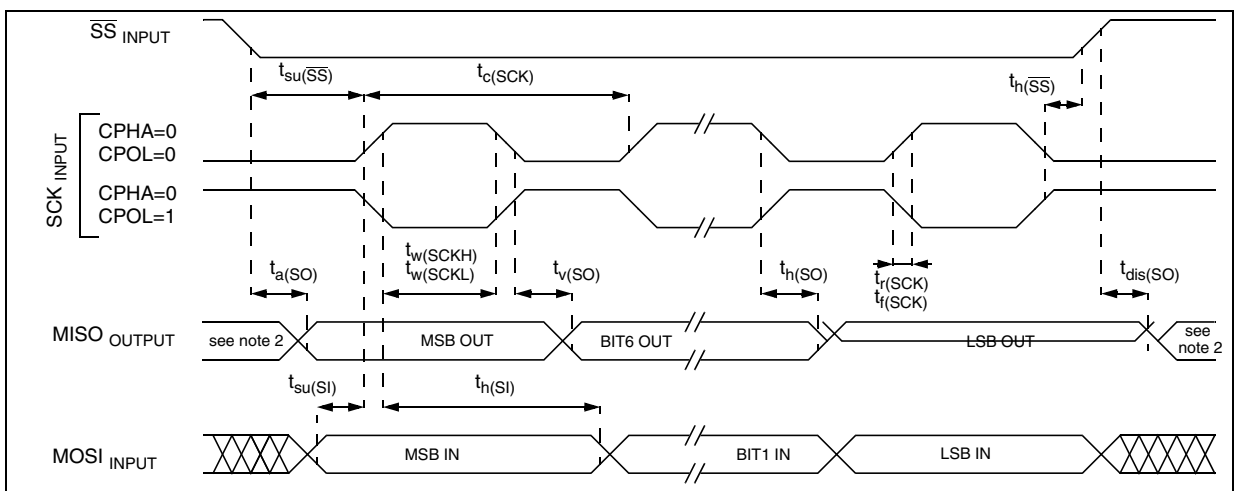 SS INPUT
tsu(SS)
tc(SCK)
th(SS)
SCK INPUT
CPHA=0
CPOL=0
CPHA=0
CPOL=1
ta(SO)
tw(SCKH)
tw(SCKL)
tv(SO)
th(SO)
tr(SCK)
tf(SCK)
tdis(SO)
MISO OUTPUT
see note 2
MSB OUT
BIT6 OUT
LSB OUT
see
note 2
tsu(SI)
th(SI)
MOSI INPUT
MSB IN
BIT1 IN
LSB IN